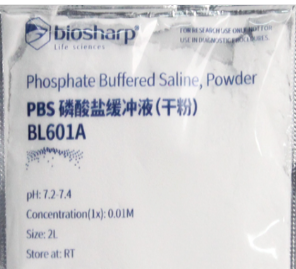 biosharp®
Life sciences
FOR RESEARCH USE ONLY NOT FOR
USE IN DIAGNOSTIC PROCEDURES.
Phosphate Buffered Saline, Powder
PBS 磷酸盐缓冲液(干粉)
BL601A
pH: 7.2-7.4
Concentration(1x): 0.01M
Size: 2L
Store at: RT